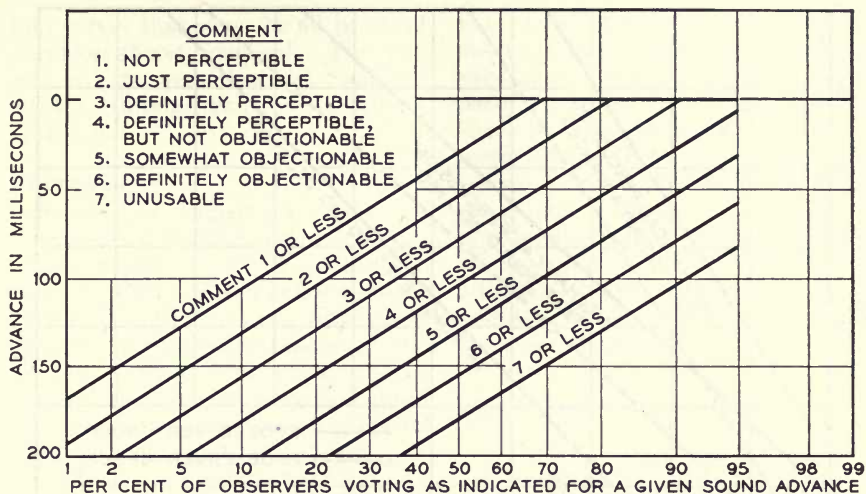 COMMENT
1. NOT PERCEPTIBLE
2. JUST PERCEPTIBLE
3. DEFINITELY PERCEPTIBLE
4. DEFINITELY PERCEPTIBLE,
BUT NOT OBJECTIONABLE
5. SOMEWHAT OBJECTIONABLE
6. DEFINITELY OBJECTIONABLE
7. UNUSABLE
ADVANCE IN MILLISECONDS
0
50
100
150
200
COMMENT 1 OR LESS
2 OR LESS
3 OR LESS
4 OR LESS
5 OR LESS
6 OR LESS
7 OR LESS
1 2 5 10 20 30 40 50 60 70 80 90 95 98 99
PER CENT OF OBSERVERS VOTING AS INDICATED FOR A GIVEN SOUND ADVANCE